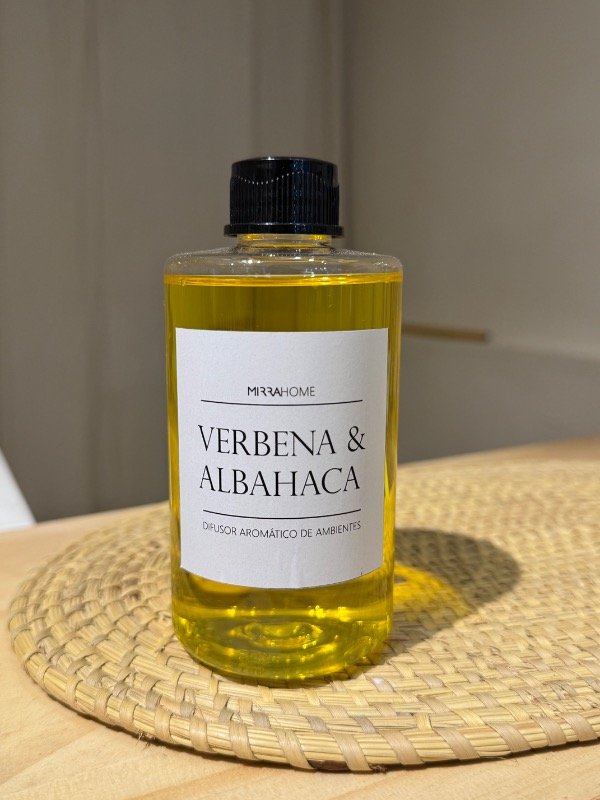 MIRRAHOME
VERBENA &
ALBAHACA
DIFUSOR AROMÁTICO DE AMBIENTES